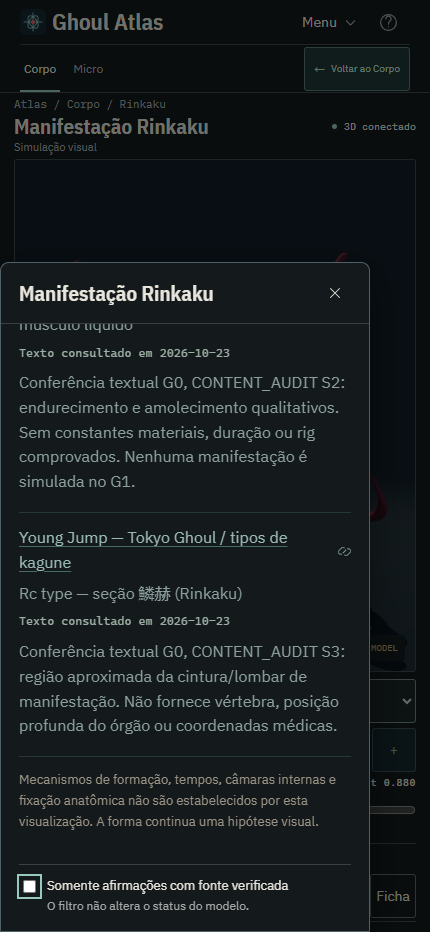 Ghoul Atlas
Menu
Corpo Micro
← Voltar ao Corpo
Atlas / Corpo / Rinkaku
Manifestação Rinkaku
3D conectado
Simulação visual
Manifestação Rinkaku
músculo líquido
Texto consultado em 2026-10-23
Conferência textual G0, CONTENT_AUDIT S2:
endurecimento e amolecimento qualitativos.
Sem constantes materiais, duração ou rig
comprovados. Nenhuma manifestação é
simulada no G1.
Young Jump — Tokyo Ghoul / tipos de
kagune
Rc type — seção 鱗赫 (Rinkaku)
Texto consultado em 2026-10-23
Conferência textual G0, CONTENT_AUDIT S3:
região aproximada da cintura/lombar de
manifestação. Não fornece vértebra, posição
profunda do órgão ou coordenadas médicas.
MODEL
+
t 0.880
Mecanismos de formação, tempos, câmaras internas e
fixação anatômica não são estabelecidos por esta
visualização. A forma continua uma hipótese visual.
Somente afirmações com fonte verificada
O filtro não altera o status do modelo.
Ficha